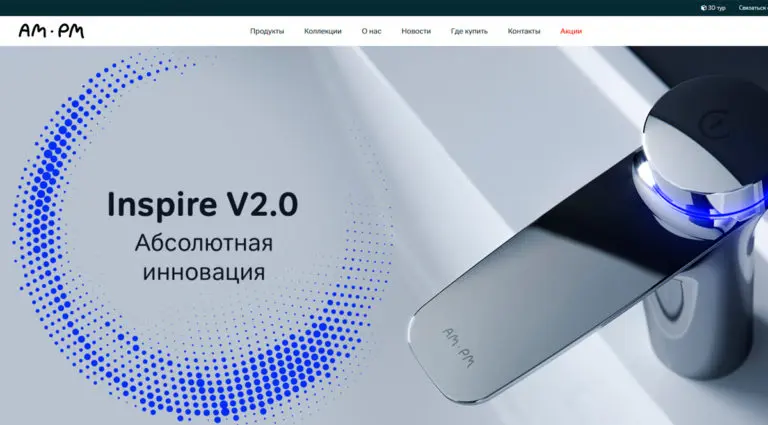 3D тур
Связаться с
AM·PM
Продукты
Коллекции
О нас
Новости
Где купить
Контакты
Акции
Inspire V2.0
Абсолютная
инновация
AM·PM